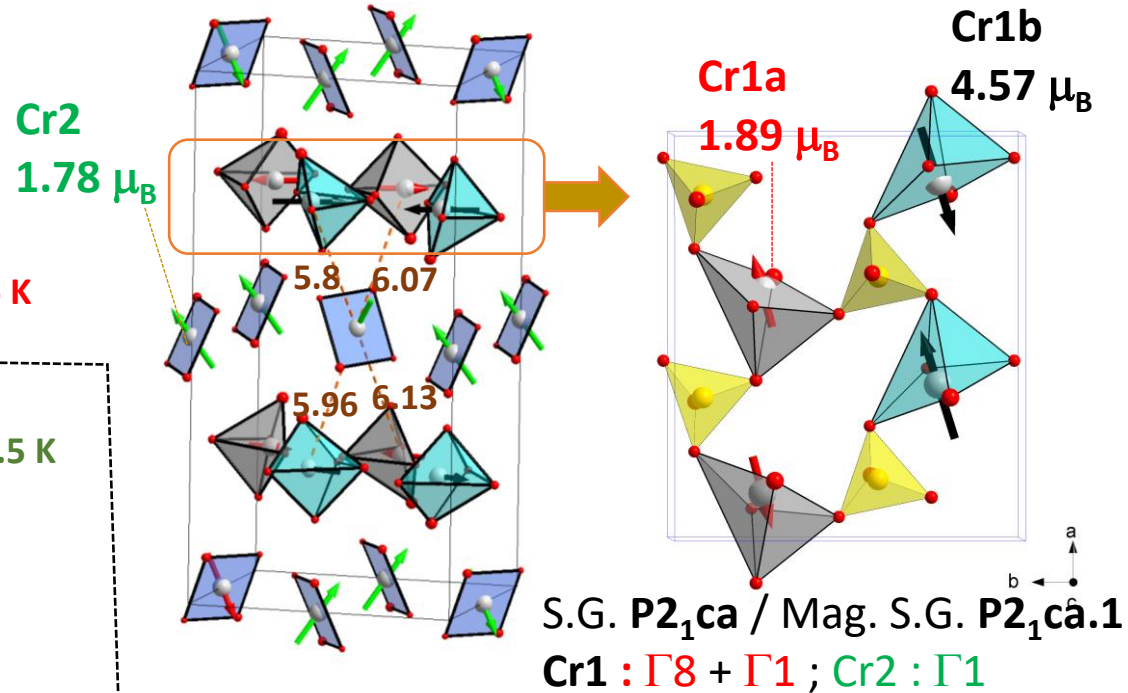 Cr2
1.78 μB
K
.5 K
5.8
6.07
5.96
6.13
Cr1a
1.89 μB
Cr1b
4.57 μB
a
b
c
S.G. P2₁ca / Mag. S.G. P2₁ca.1
Cr1 : Γ8 + Γ1 ; Cr2 : Γ1